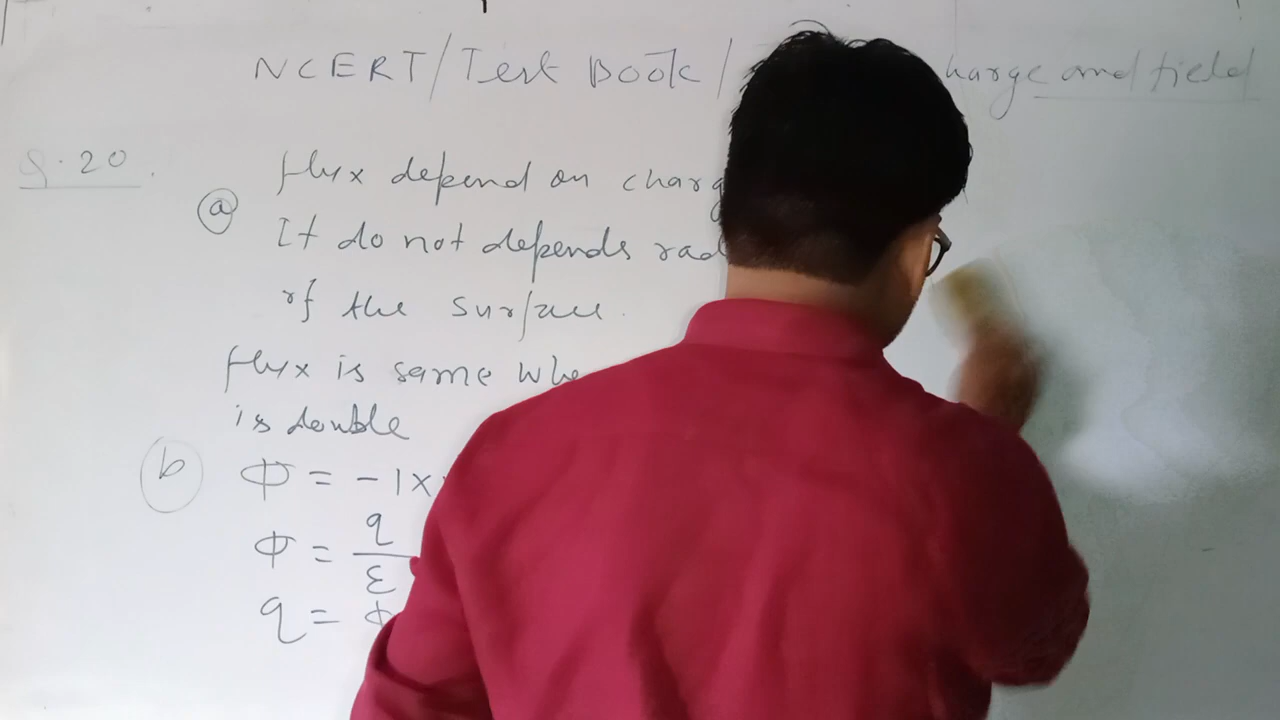 NCERT/Text Book/ harge and field
Q.20.
flux depend on charg
(a) It do not depends rad
of the surface.
flux is same whe
is double
(b) Φ = -1x
Φ = q/ε
q = Φ